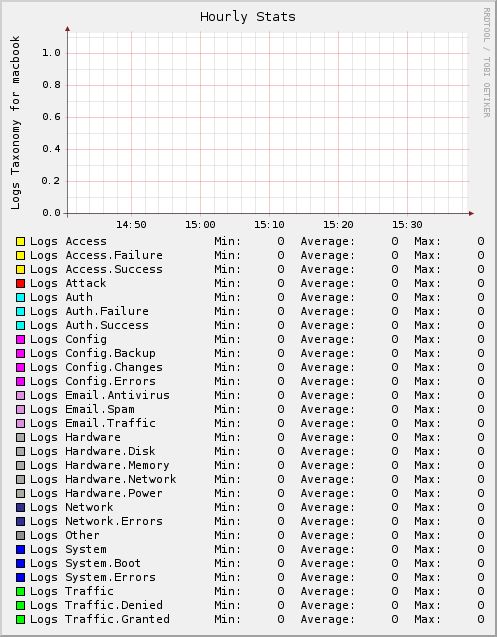 Hourly Stats
RRDTOOL / TOBI OETIKER
Logs Taxonomy for macbook
1.0
0.8
0.6
0.4
0.2
0.0
14:50 15:00 15:10 15:20 15:30
Logs Access Min: 0 Average: 0 Max: 0
Logs Access.Failure Min: 0 Average: 0 Max: 0
Logs Access.Success Min: 0 Average: 0 Max: 0
Logs Attack Min: 0 Average: 0 Max: 0
Logs Auth Min: 0 Average: 0 Max: 0
Logs Auth.Failure Min: 0 Average: 0 Max: 0
Logs Auth.Success Min: 0 Average: 0 Max: 0
Logs Config Min: 0 Average: 0 Max: 0
Logs Config.Backup Min: 0 Average: 0 Max: 0
Logs Config.Changes Min: 0 Average: 0 Max: 0
Logs Config.Errors Min: 0 Average: 0 Max: 0
Logs Email.Antivirus Min: 0 Average: 0 Max: 0
Logs Email.Spam Min: 0 Average: 0 Max: 0
Logs Email.Traffic Min: 0 Average: 0 Max: 0
Logs Hardware Min: 0 Average: 0 Max: 0
Logs Hardware.Disk Min: 0 Average: 0 Max: 0
Logs Hardware.Memory Min: 0 Average: 0 Max: 0
Logs Hardware.Network Min: 0 Average: 0 Max: 0
Logs Hardware.Power Min: 0 Average: 0 Max: 0
Logs Network Min: 0 Average: 0 Max: 0
Logs Network.Errors Min: 0 Average: 0 Max: 0
Logs Other Min: 0 Average: 0 Max: 0
Logs System Min: 0 Average: 0 Max: 0
Logs System.Boot Min: 0 Average: 0 Max: 0
Logs System.Errors Min: 0 Average: 0 Max: 0
Logs Traffic Min: 0 Average: 0 Max: 0
Logs Traffic.Denied Min: 0 Average: 0 Max: 0
Logs Traffic.Granted Min: 0 Average: 0 Max: 0